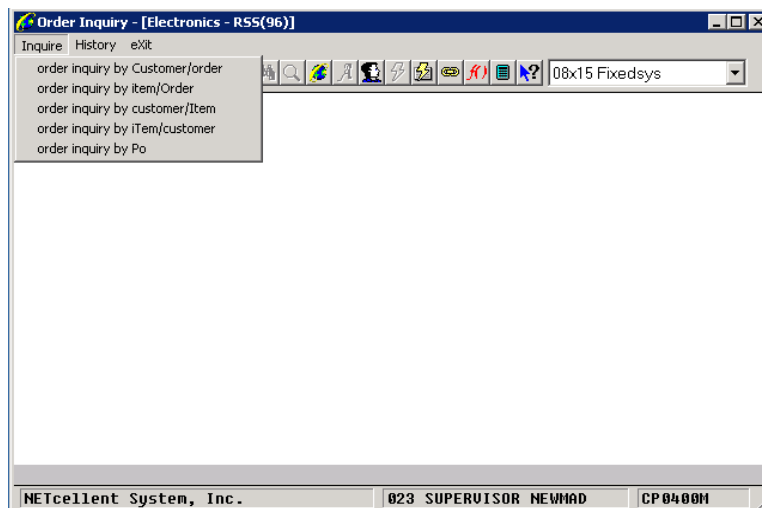 Order Inquiry - [Electronics - RSS(96)]
Inquire History eXit
order inquiry by Customer/order
order inquiry by item/Order
order inquiry by customer/Item
order inquiry by iTem/customer
order inquiry by Po
08x15 Fixedsys
NETcellent System, Inc. 023 SUPERVISOR NEWMAD CP0400M